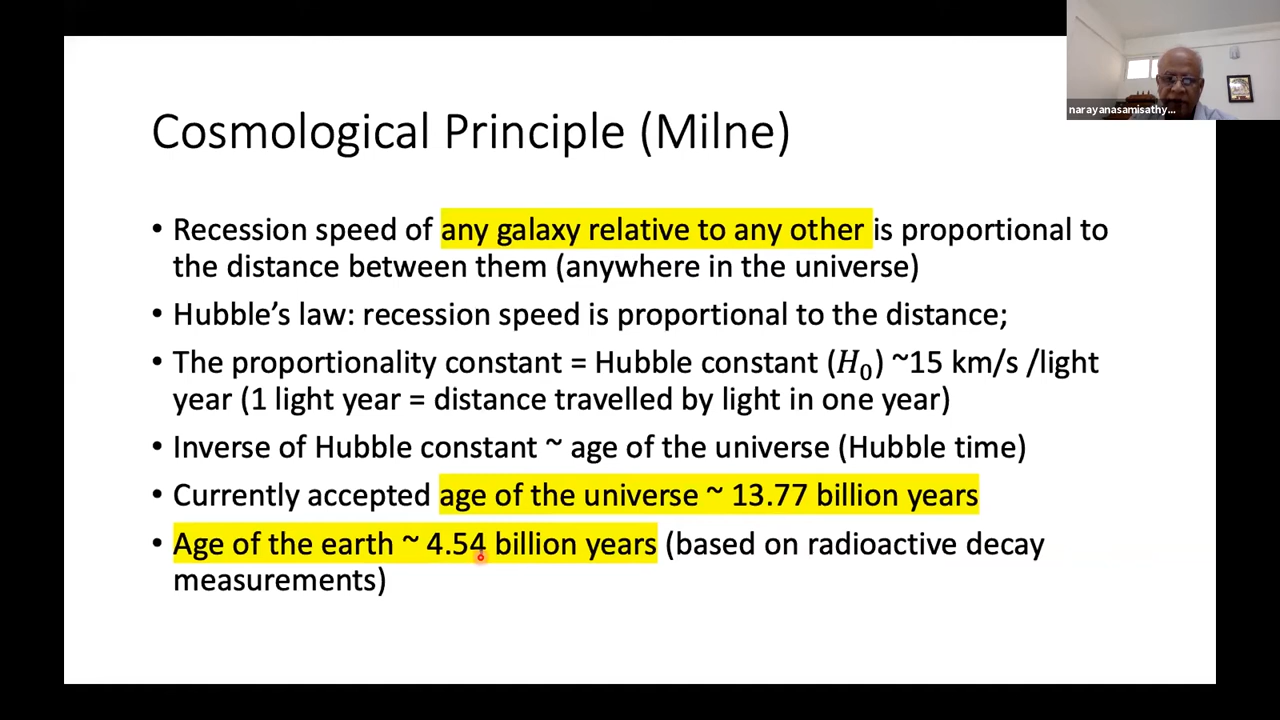 narayanasamisathy...
Cosmological Principle (Milne)
• Recession speed of any galaxy relative to any other is proportional to
the distance between them (anywhere in the universe)
• Hubble’s law: recession speed is proportional to the distance;
• The proportionality constant = Hubble constant (𝐻₀) ~15 km/s /light
year (1 light year = distance travelled by light in one year)
• Inverse of Hubble constant ~ age of the universe (Hubble time)
• Currently accepted age of the universe ~ 13.77 billion years
• Age of the earth ~ 4.54 billion years (based on radioactive decay
measurements)